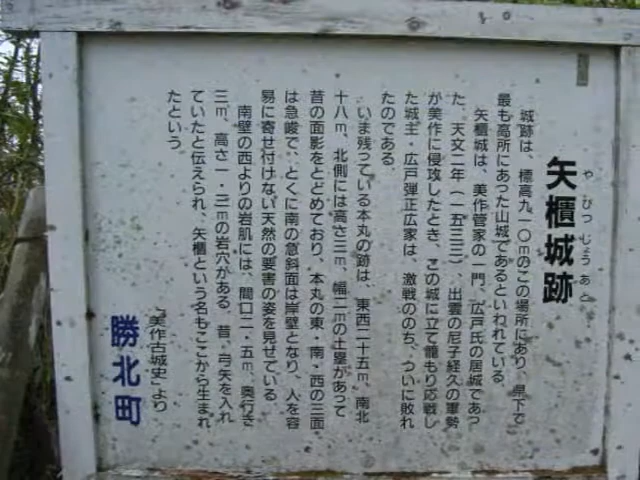 矢櫃城跡
やびつじょうあと
城跡は、標高九一〇mのこの場所にあり、県下で
最も高所にあった山城であるといわれている。
矢櫃城は、美作菅家の一門、広戸氏の居城であっ
た。天文二年(一五三三)、出雲の尼子経久の軍勢
が美作に侵攻したとき、この城に立て籠もり応戦し
た城主・広戸弾正広家は、激戦ののち、ついに敗れ
たのである。
いま残っている本丸の跡は、東西二十五m、南北
十八m、北側には高さ三m、幅二mの土塁があって
昔の面影をとどめており、本丸の東・南・西の三面
は急峻で、とくに南の急斜面は岸壁となり、人を容
易に寄せ付けない天然の要害の姿を見せている。
南壁の西よりの岩肌には、間口二・五m、奥行き
三m、高さ一・三mの岩穴がある。昔、弓矢を入れ
ていたと伝えられ、矢櫃という名もここから生まれ
たという。
「美作古城史」より
勝北町